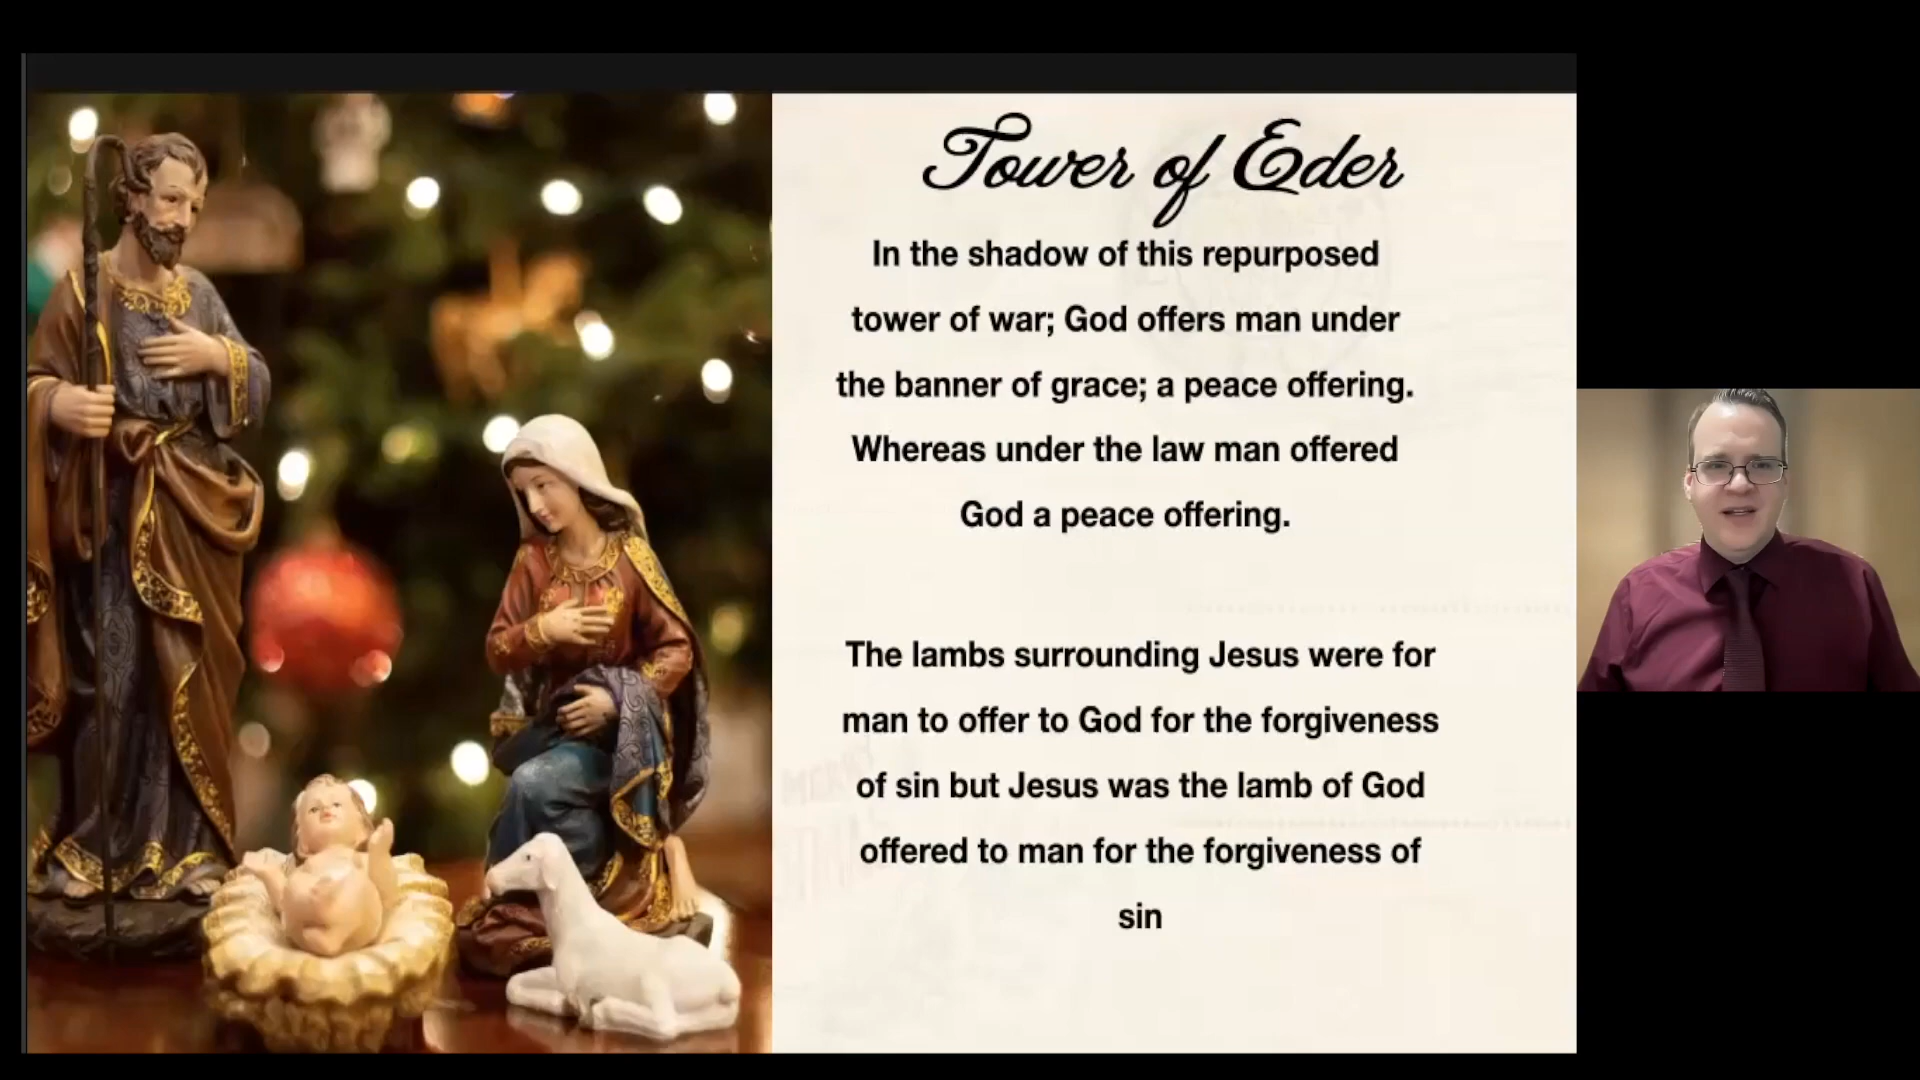 Tower of Eder
In the shadow of this repurposed
tower of war; God offers man under
the banner of grace; a peace offering.
Whereas under the law man offered
God a peace offering.
The lambs surrounding Jesus were for
man to offer to God for the forgiveness
of sin but Jesus was the lamb of God
offered to man for the forgiveness of
sin
MERRY